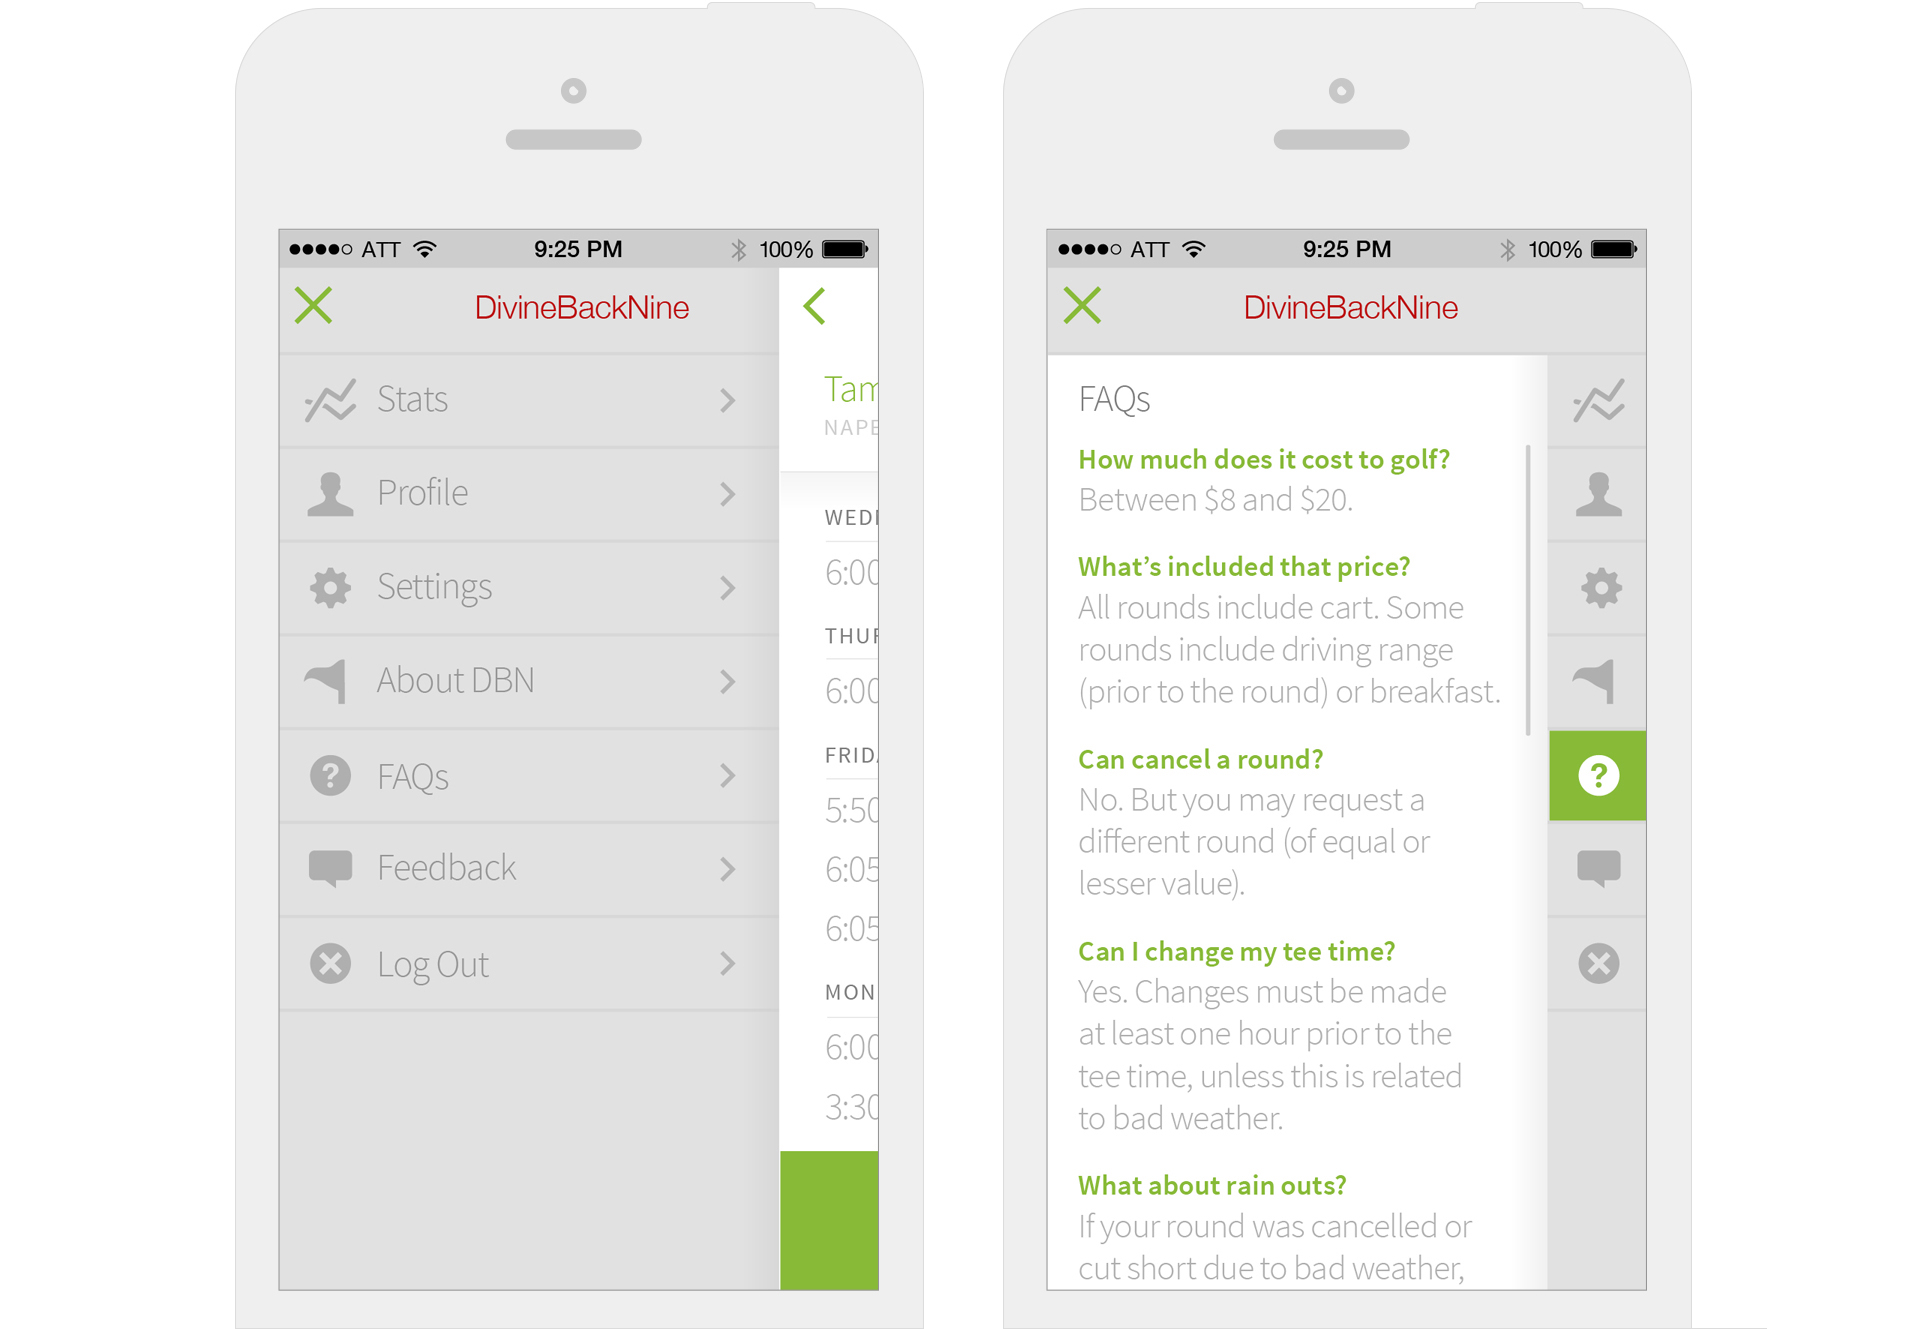 ATT 9:25 PM 100%
DivineBackNine
Stats
Profile
Settings
About DBN
FAQs
Feedback
Log Out
Tam
NAPE
WED
6:00
THUR
6:00
FRID
5:50
6:05
6:05
MON
6:00
3:30
ATT 9:25 PM 100%
DivineBackNine
FAQs
How much does it cost to golf?
Between $8 and $20.
What’s included that price?
All rounds include cart. Some
rounds include driving range
(prior to the round) or breakfast.
Can cancel a round?
No. But you may request a
different round (of equal or
lesser value).
Can I change my tee time?
Yes. Changes must be made
at least one hour prior to the
tee time, unless this is related
to bad weather.
What about rain outs?
If your round was cancelled or
cut short due to bad weather,